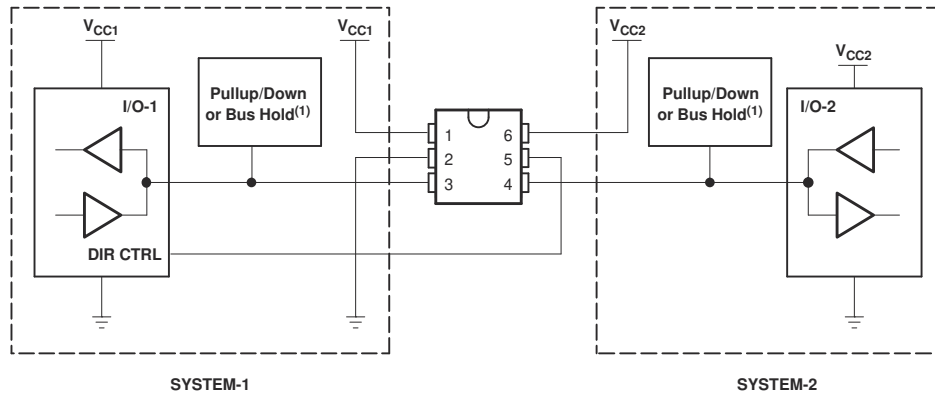 VCC1
VCC1
VCC2
VCC2
I/O-1
Pullup/Down
or Bus Hold(1)
1
2
3
6
5
4
Pullup/Down
or Bus Hold(1)
I/O-2
DIR CTRL
SYSTEM-1
SYSTEM-2